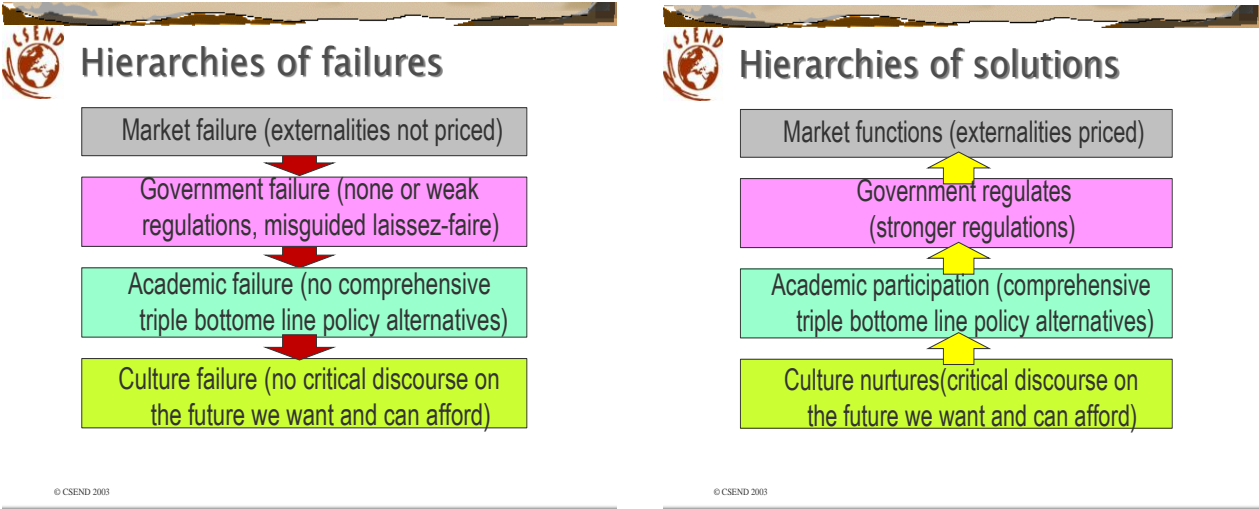 CSEND
Hierarchies of failures
Market failure (externalities not priced)
Government failure (none or weak
regulations, misguided laissez-faire)
Academic failure (no comprehensive
triple bottome line policy alternatives)
Culture failure (no critical discourse on
the future we want and can afford)
© CSEND 2003
CSEND
Hierarchies of solutions
Market functions (externalities priced)
Government regulates
(stronger regulations)
Academic participation (comprehensive
triple bottome line policy alternatives)
Culture nurtures(critical discourse on
the future we want and can afford)
© CSEND 2003